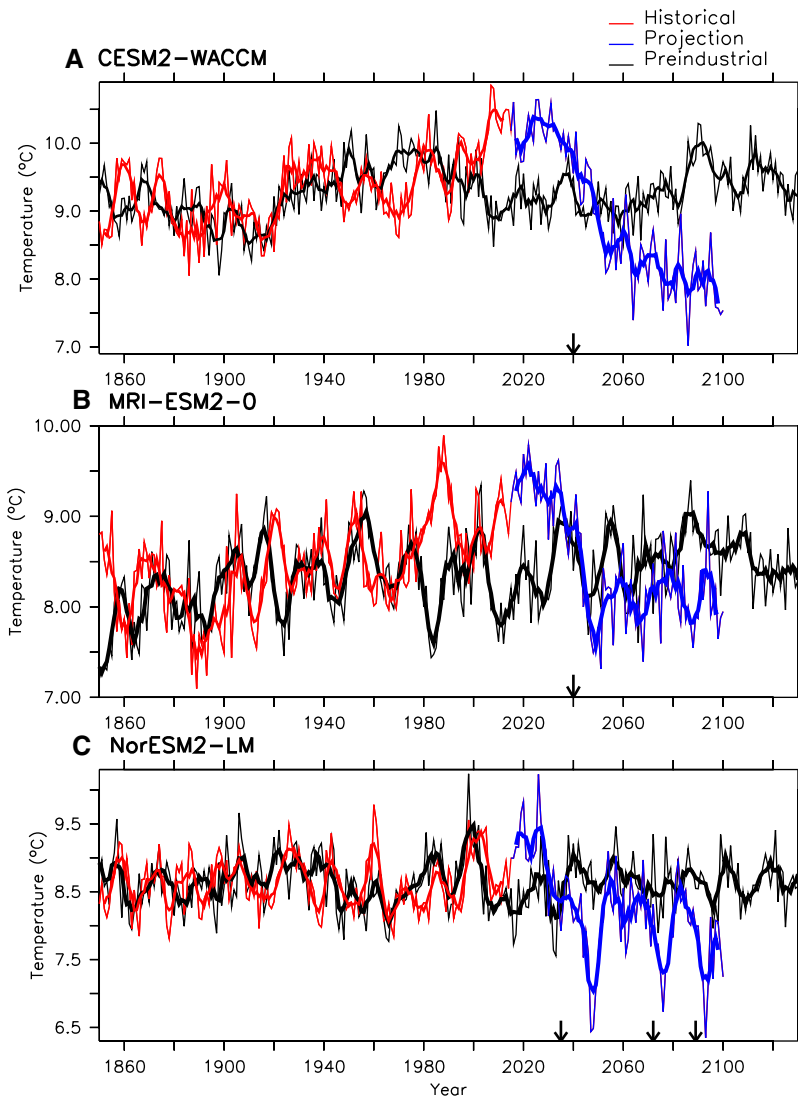 Historical
Projection
Preindustrial
A CESM2-WACCM
Temperature (°C)
10.0
9.0
8.0
7.0
1860 1900 1940 1980 2020 2060 2100
B MRI-ESM2-0
Temperature (°C)
10.00
9.00
8.00
7.00
1860 1900 1940 1980 2020 2060 2100
C NorESM2-LM
Temperature (°C)
9.5
8.5
7.5
6.5
1860 1900 1940 1980 2020 2060 2100
Year